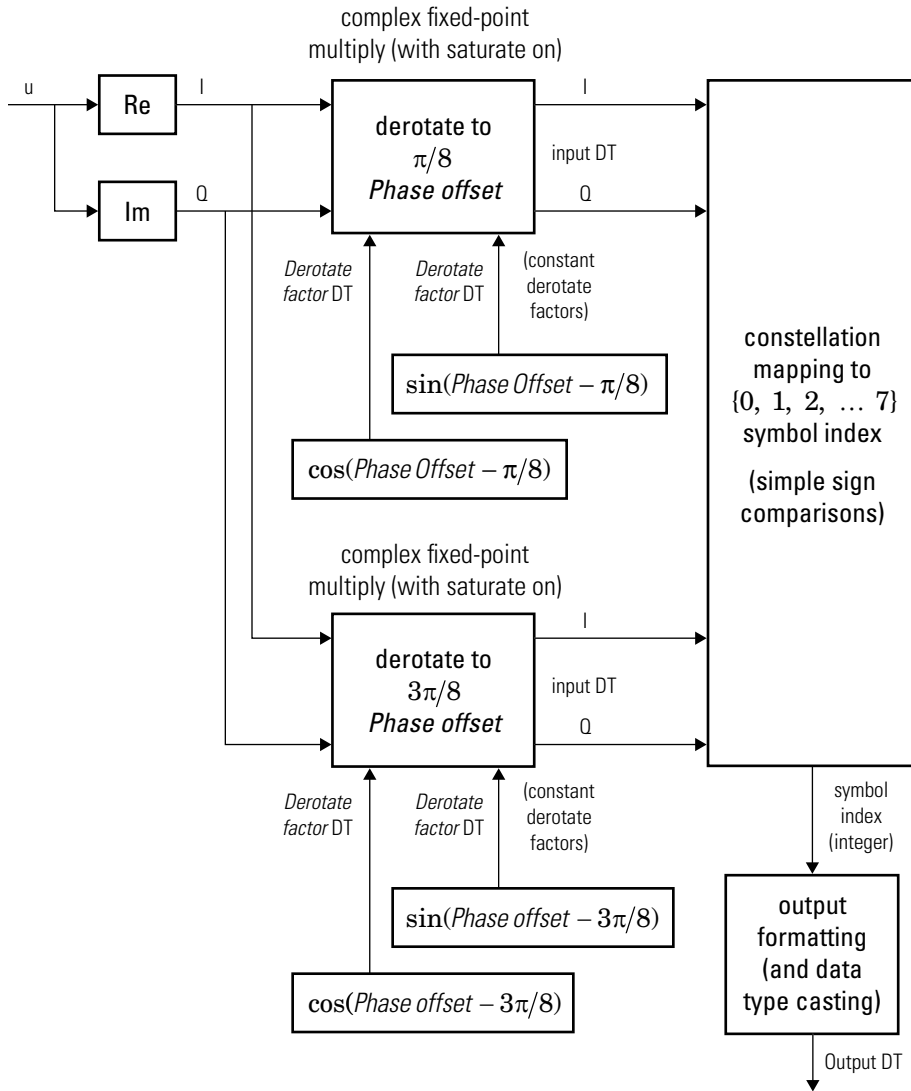 complex fixed-point
multiply (with saturate on)
u
Re
I
derotate to
π/8
Phase offset
I
input DT
Q
Im
Q
Derotate
factor DT
Derotate
factor DT
(constant
derotate
factors)
sin(Phase Offset − π/8)
cos(Phase Offset − π/8)
constellation
mapping to
{0, 1, 2, … 7}
symbol index
(simple sign
comparisons)
complex fixed-point
multiply (with saturate on)
derotate to
3π/8
Phase offset
I
input DT
Q
Derotate
factor DT
Derotate
factor DT
(constant
derotate
factors)
sin(Phase offset − 3π/8)
cos(Phase offset − 3π/8)
symbol
index
(integer)
output
formatting
(and data
type casting)
Output DT